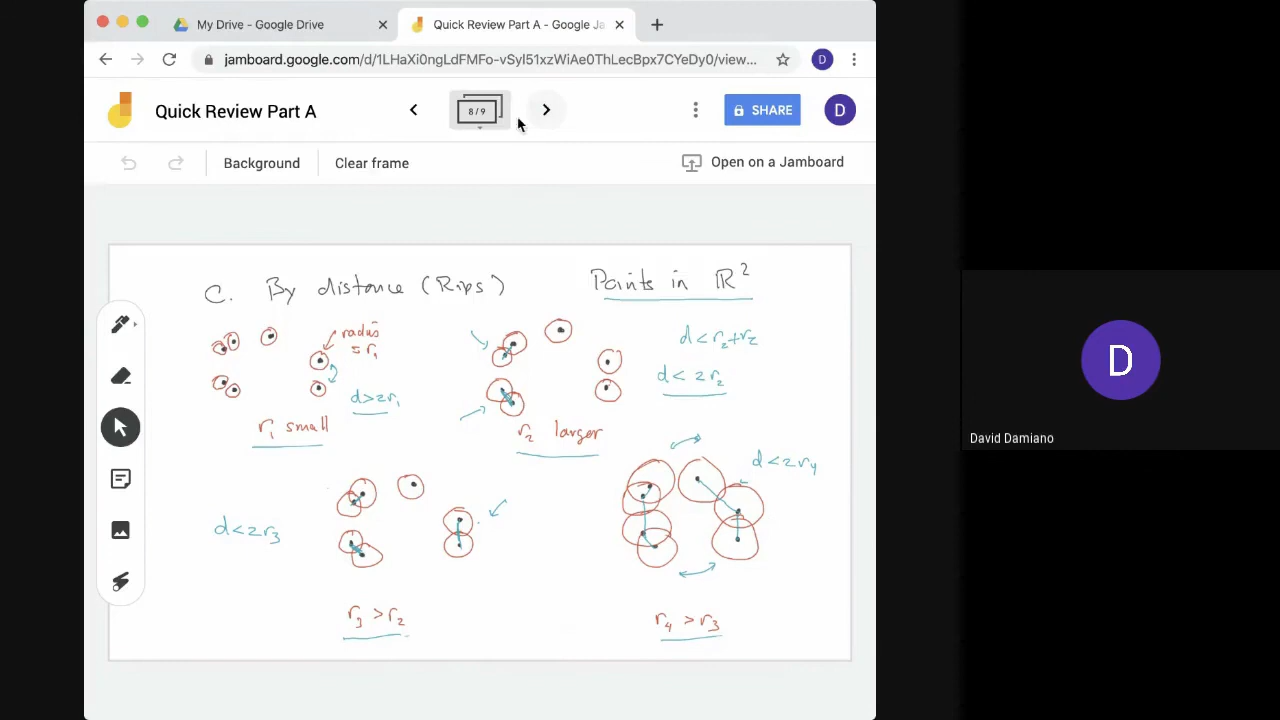 My Drive - Google Drive
Quick Review Part A - Google Ja
jamboard.google.com/d/1LHaXi0ngLdFMFo-vSyl51xzWiAe0ThLecBpx7CYeDy0/view...
D
Quick Review Part A
8/9
SHARE
D
Background
Clear frame
Open on a Jamboard
C. By distance (Rips)
Points in ℝ²
radius
= r₁
d>2r₁
r₁ small
d < r₂+r₂
d < 2r₂
r₂ larger
d<2r₃
r₃ >r₂
d<2r₄
r₄ >r₃
D
David Damiano